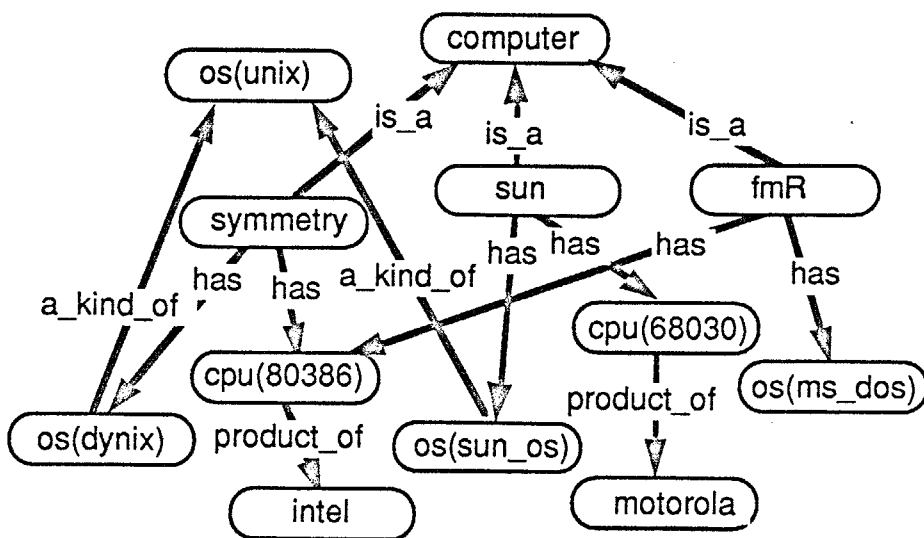 computer
os(unix)
is_a
is_a
is_a
symmetry
sun
fmR
has
has
has
has
has
has
a_kind_of
a_kind_of
cpu(80386)
cpu(68030)
os(ms_dos)
os(dynix)
product_of
os(sun_os)
product_of
intel
motorola